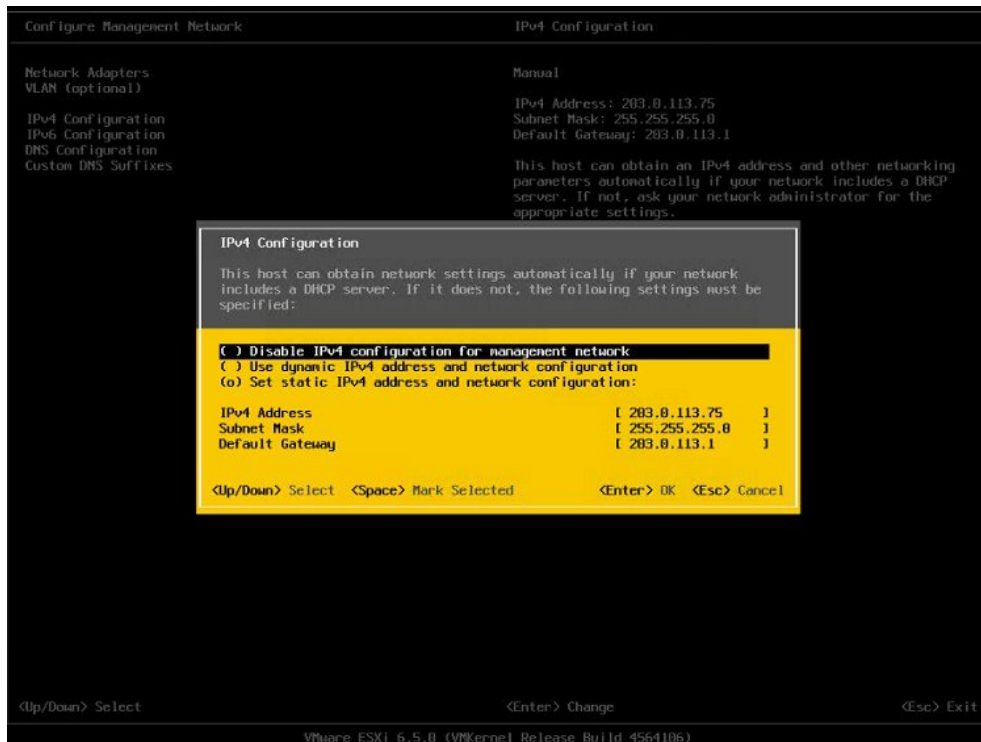 Configure Management Network
IPv4 Configuration
Network Adapters
VLAN (optional)
IPv4 Configuration
IPv6 Configuration
DNS Configuration
Custom DNS Suffixes
Manual
IPv4 Address: 203.0.113.75
Subnet Mask: 255.255.255.0
Default Gateway: 203.0.113.1
This host can obtain an IPv4 address and other networking
parameters automatically if your network includes a DHCP
server. If not, ask your network administrator for the
appropriate settings.
IPv4 Configuration
This host can obtain network settings automatically if your network
includes a DHCP server. If it does not, the following settings must be
specified:
( ) Disable IPv4 configuration for management network
( ) Use dynamic IPv4 address and network configuration
(o) Set static IPv4 address and network configuration:
IPv4 Address [ 203.0.113.75 ]
Subnet Mask [ 255.255.255.0 ]
Default Gateway [ 203.0.113.1 ]
<Up/Down> Select <Space> Mark Selected <Enter> OK <Esc> Cancel
<Up/Down> Select <Enter> Change <Esc> Exit
VMware ESXi 6.5.0 (VMKernel Release Build 4564106)